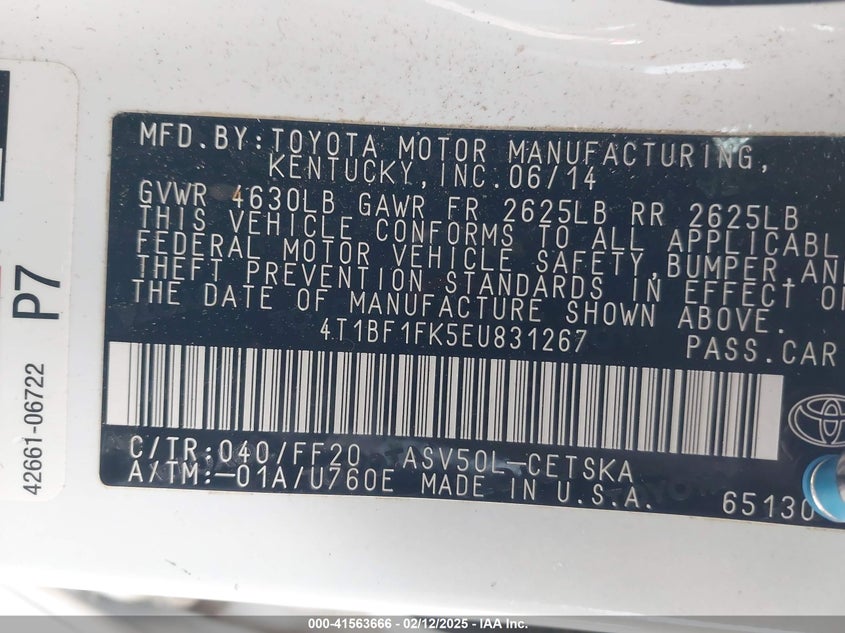 MFD.BY:TOYOTA MOTOR MANUFACTURING,
KENTUCKY, INC. 06/14
GVWR 4630LB GAWR FR 2625LB RR 2625LB
THIS VEHICLE CONFORMS TO ALL APPLICABL
FEDERAL MOTOR VEHICLE SAFETY, BUMPER AND
THEFT PREVENTION STANDARDS IN EFFECT ON
THE DATE OF MANUFACTURE SHOWN ABOVE.
4T1BF1FK5EU831267 PASS.CAR
C/TR:040/FF20 ASV50L-CETSKA
A/TM:-01A/U760E MADE IN U.S.A.
65130
P7
42661-06722
000-41563666 - 02/12/2025 - IAA Inc.